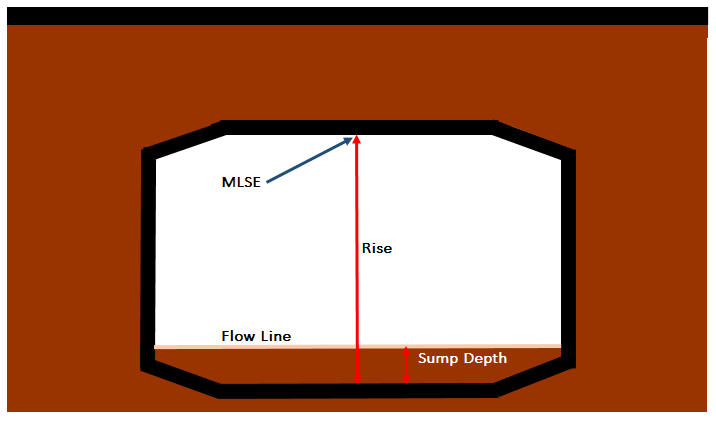 MLSE
Rise
Flow Line
Sump Depth